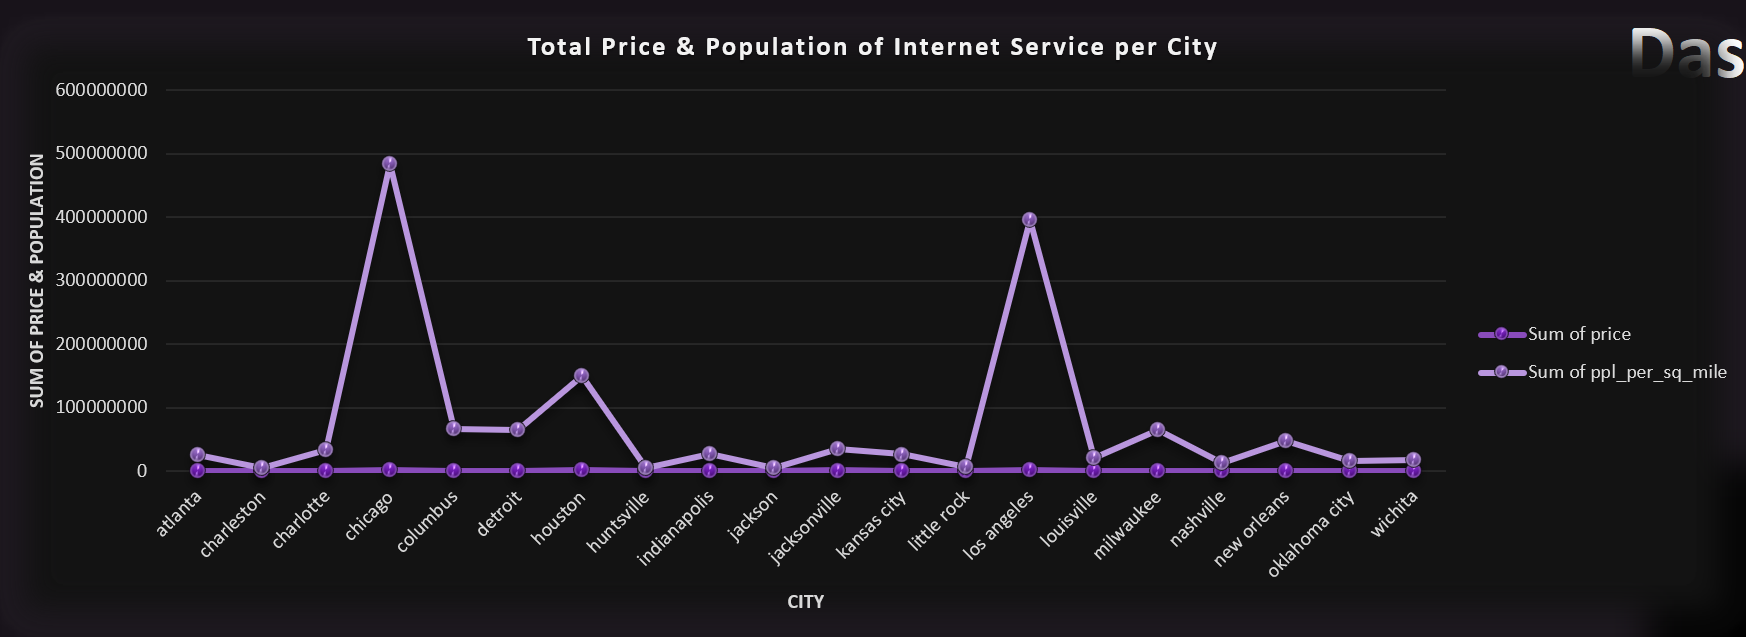 Total Price & Population of Internet Service per City
Das
600000000
500000000
400000000
300000000
200000000
100000000
0
SUM OF PRICE & POPULATION
atlanta
charleston
charlotte
chicago
columbus
detroit
houston
huntsville
indianapolis
jackson
jacksonville
kansas city
little rock
los angeles
louisville
milwaukee
nashville
new orleans
oklahoma city
wichita
CITY
Sum of price
Sum of ppl_per_sq_mile